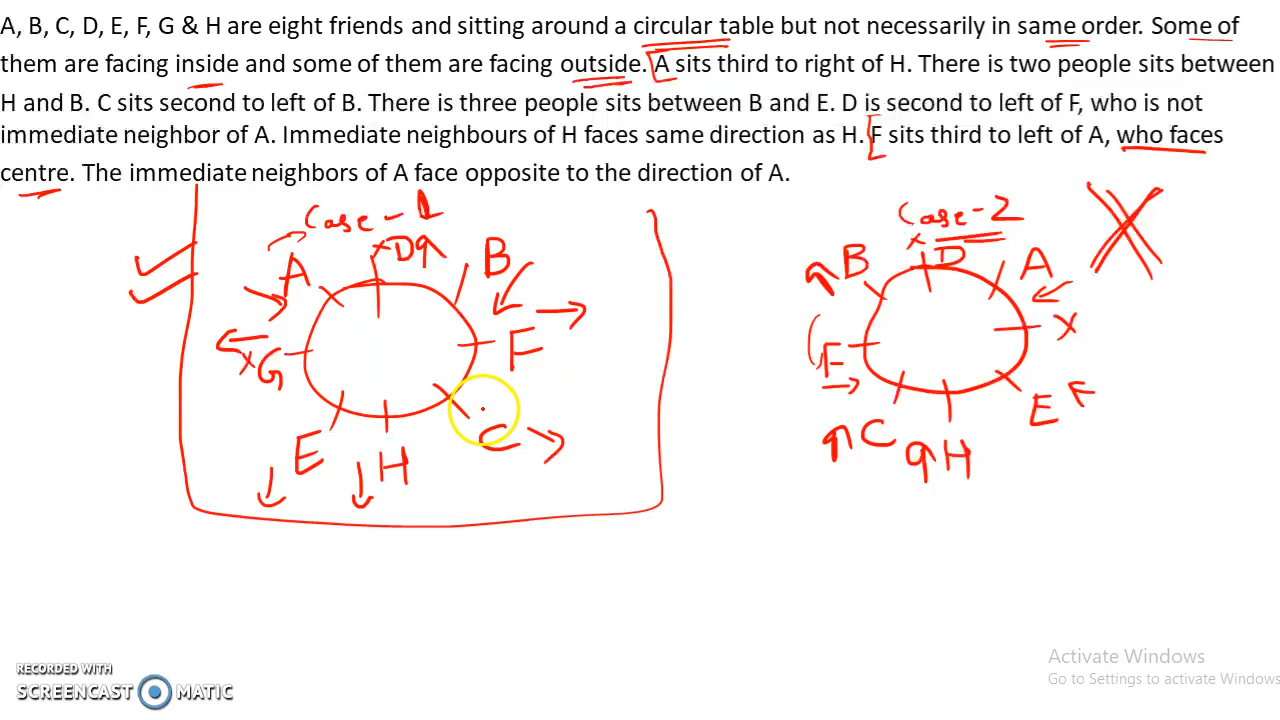 A, B, C, D, E, F, G & H are eight friends and sitting around a circular table but not necessarily in same order. Some of
them are facing inside and some of them are facing outside. A sits third to right of H. There is two people sits between
H and B. C sits second to left of B. There is three people sits between B and E. D is second to left of F, who is not
immediate neighbor of A. Immediate neighbours of H faces same direction as H. F sits third to left of A, who faces
centre. The immediate neighbors of A face opposite to the direction of A.
Case-1
Case-2
A
D
B
B
D
A
G
F
F
x
E
H
C
C
H
E
RECORDED WITH
SCREENCAST MATIC
Activate Windows
Go to Settings to activate Windows